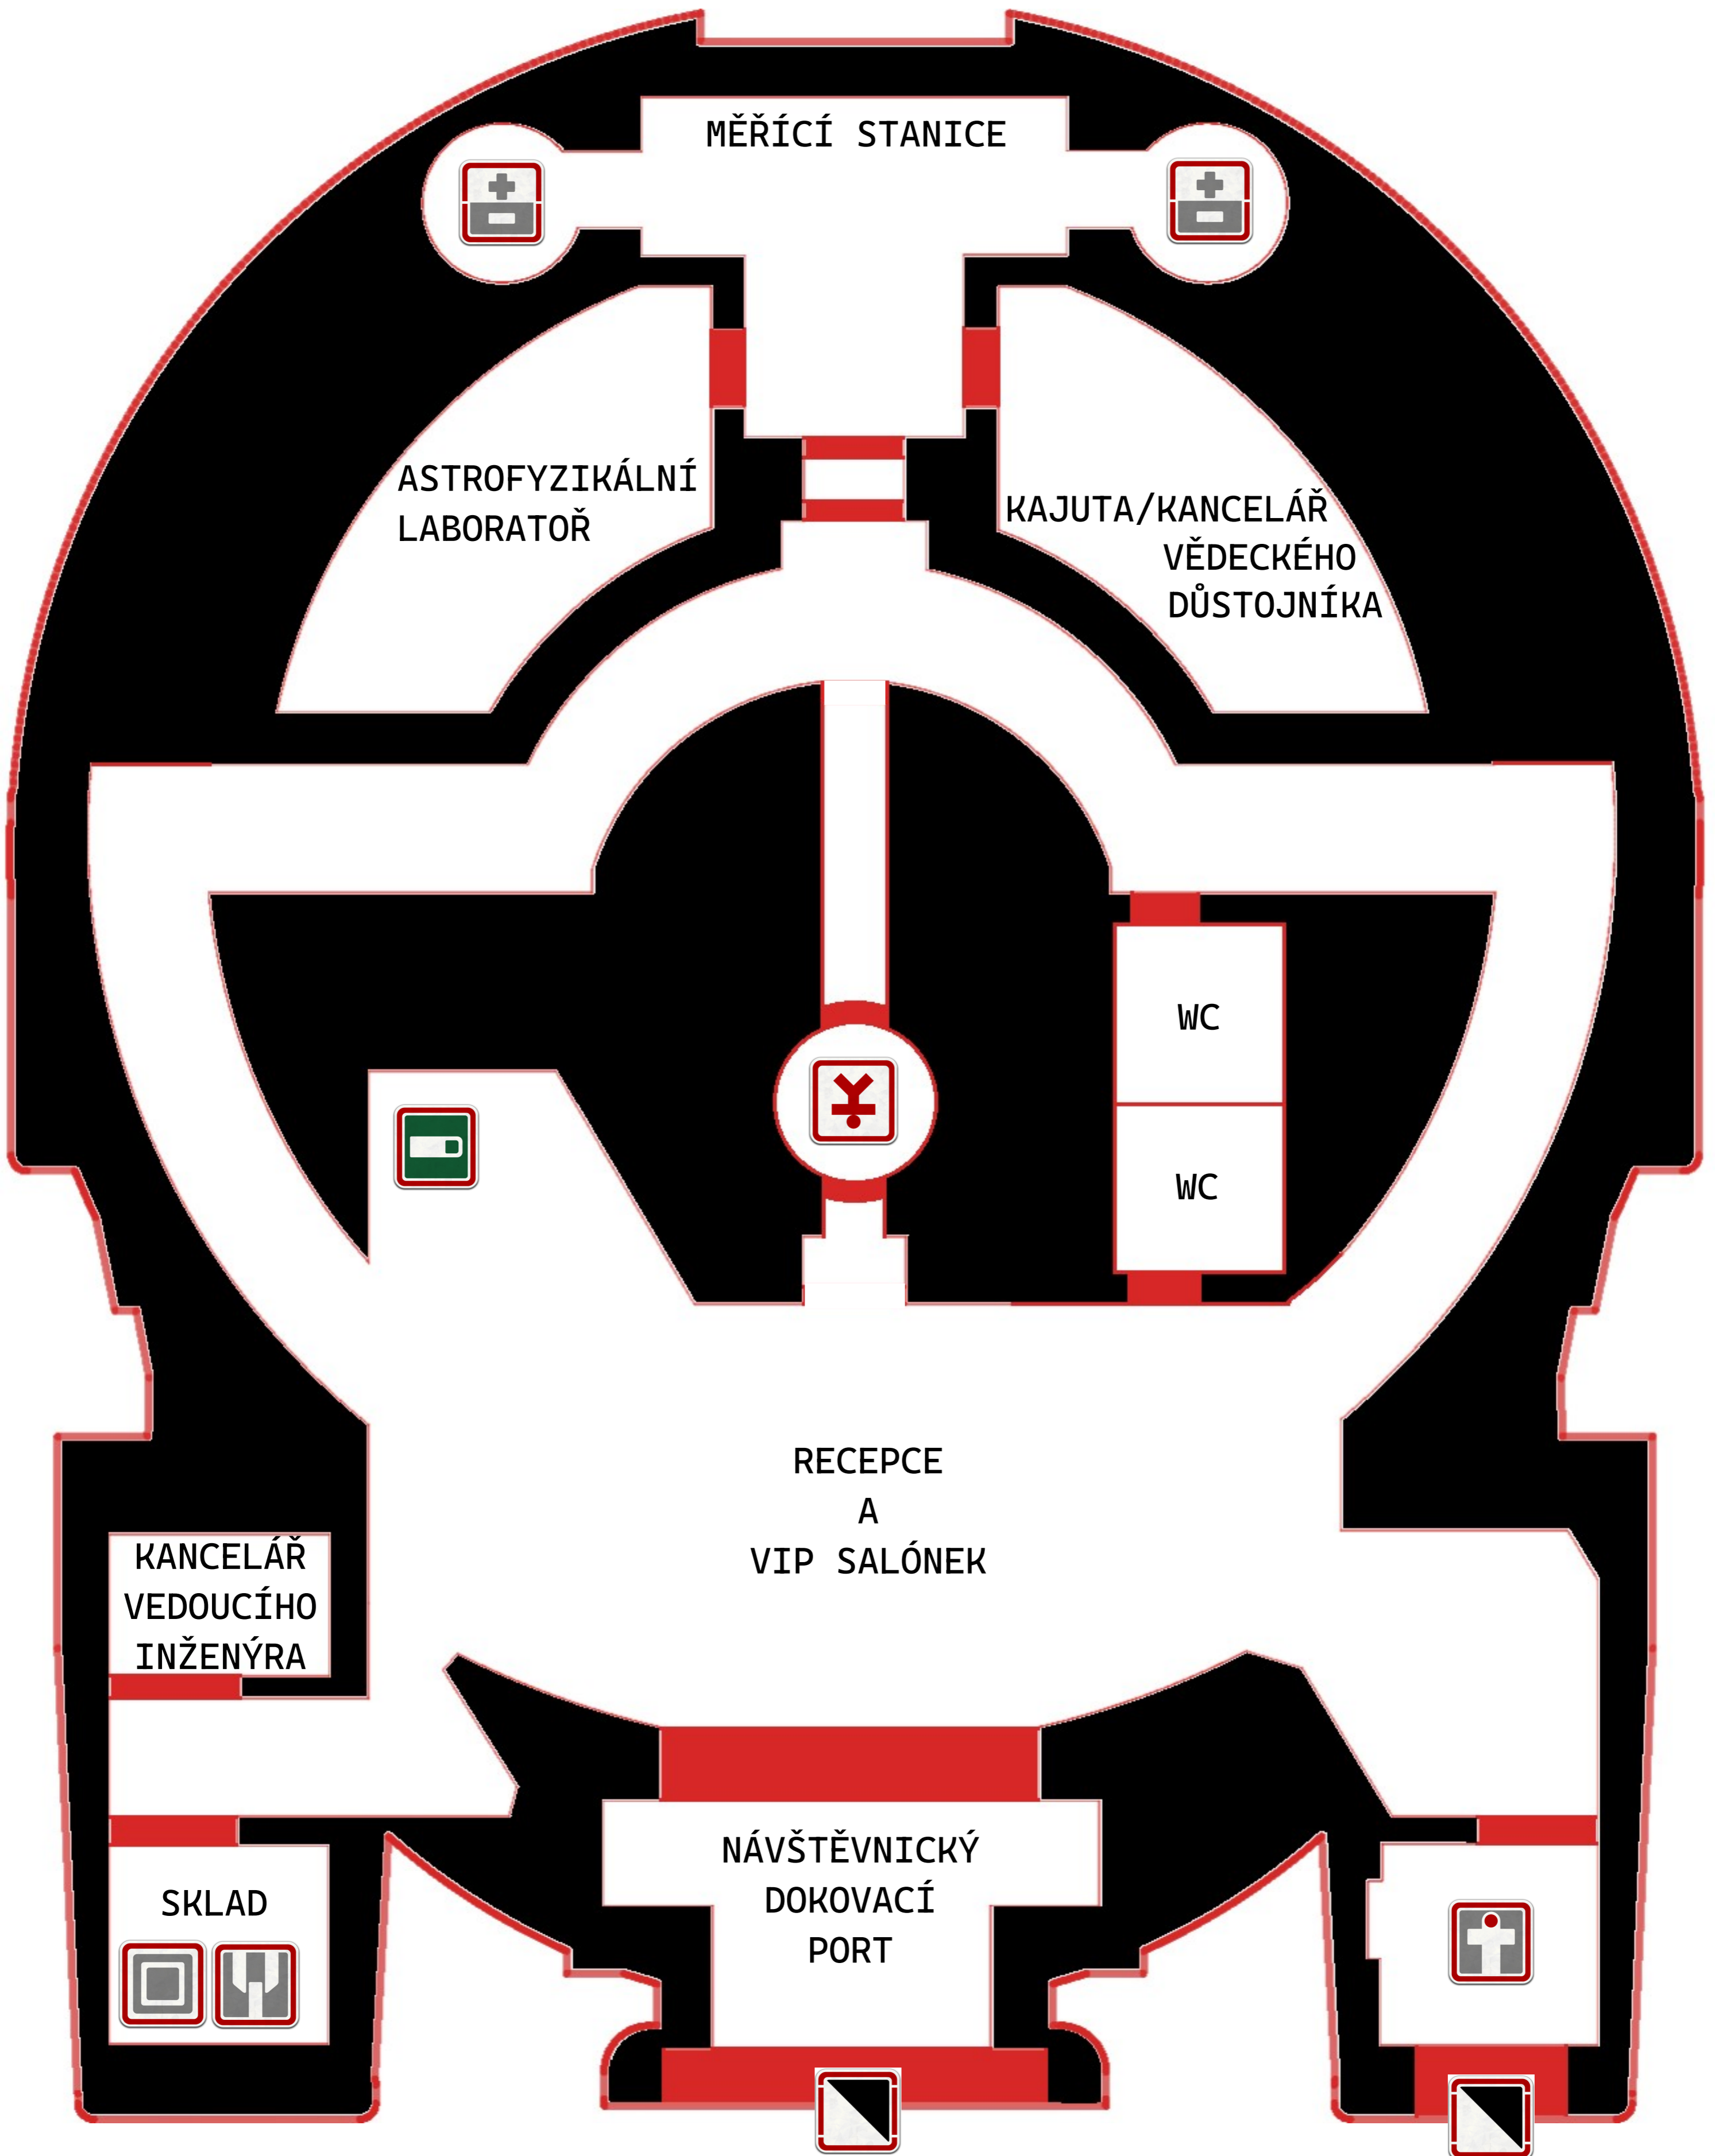 MĚŘÍCÍ STANICE
ASTROFYZIKÁLNÍ
LABORATOŘ
KAJUTA/KANCELÁŘ
VĚDECKÉHO
DŮSTOJNÍKA
WC
WC
RECEPCE
A
VIP SALÓNEK
KANCELÁŘ
VEDOUCÍHO
INŽENÝRA
NÁVŠTĚVNICKÝ
DOKOVACÍ
PORT
SKLAD